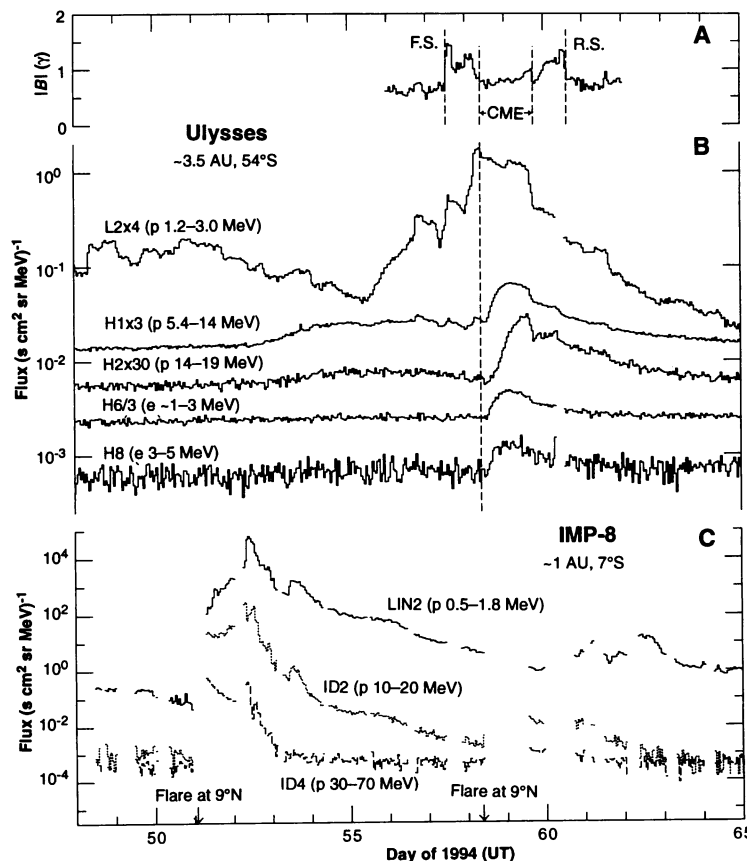 2
A
F.S.
R.S.
|B| (γ)
1
CME
0
Ulysses
B
~3.5 AU, 54°S
10⁰
L2x4 (p 1.2–3.0 MeV)
10⁻¹
H1x3 (p 5.4–14 MeV)
Flux (s cm² sr MeV)⁻¹
10⁻²
H2x30 (p 14–19 MeV)
H6/3 (e ~1–3 MeV)
H8 (e 3–5 MeV)
10⁻³
IMP-8
C
~1 AU, 7°S
10⁴
LIN2 (p 0.5–1.8 MeV)
Flux (s cm² sr MeV)⁻¹
10²
10⁰
ID2 (p 10–20 MeV)
10⁻²
10⁻⁴
ID4 (p 30–70 MeV)
Flare at 9°N
Flare at 9°N
50
55
60
65
Day of 1994 (UT)